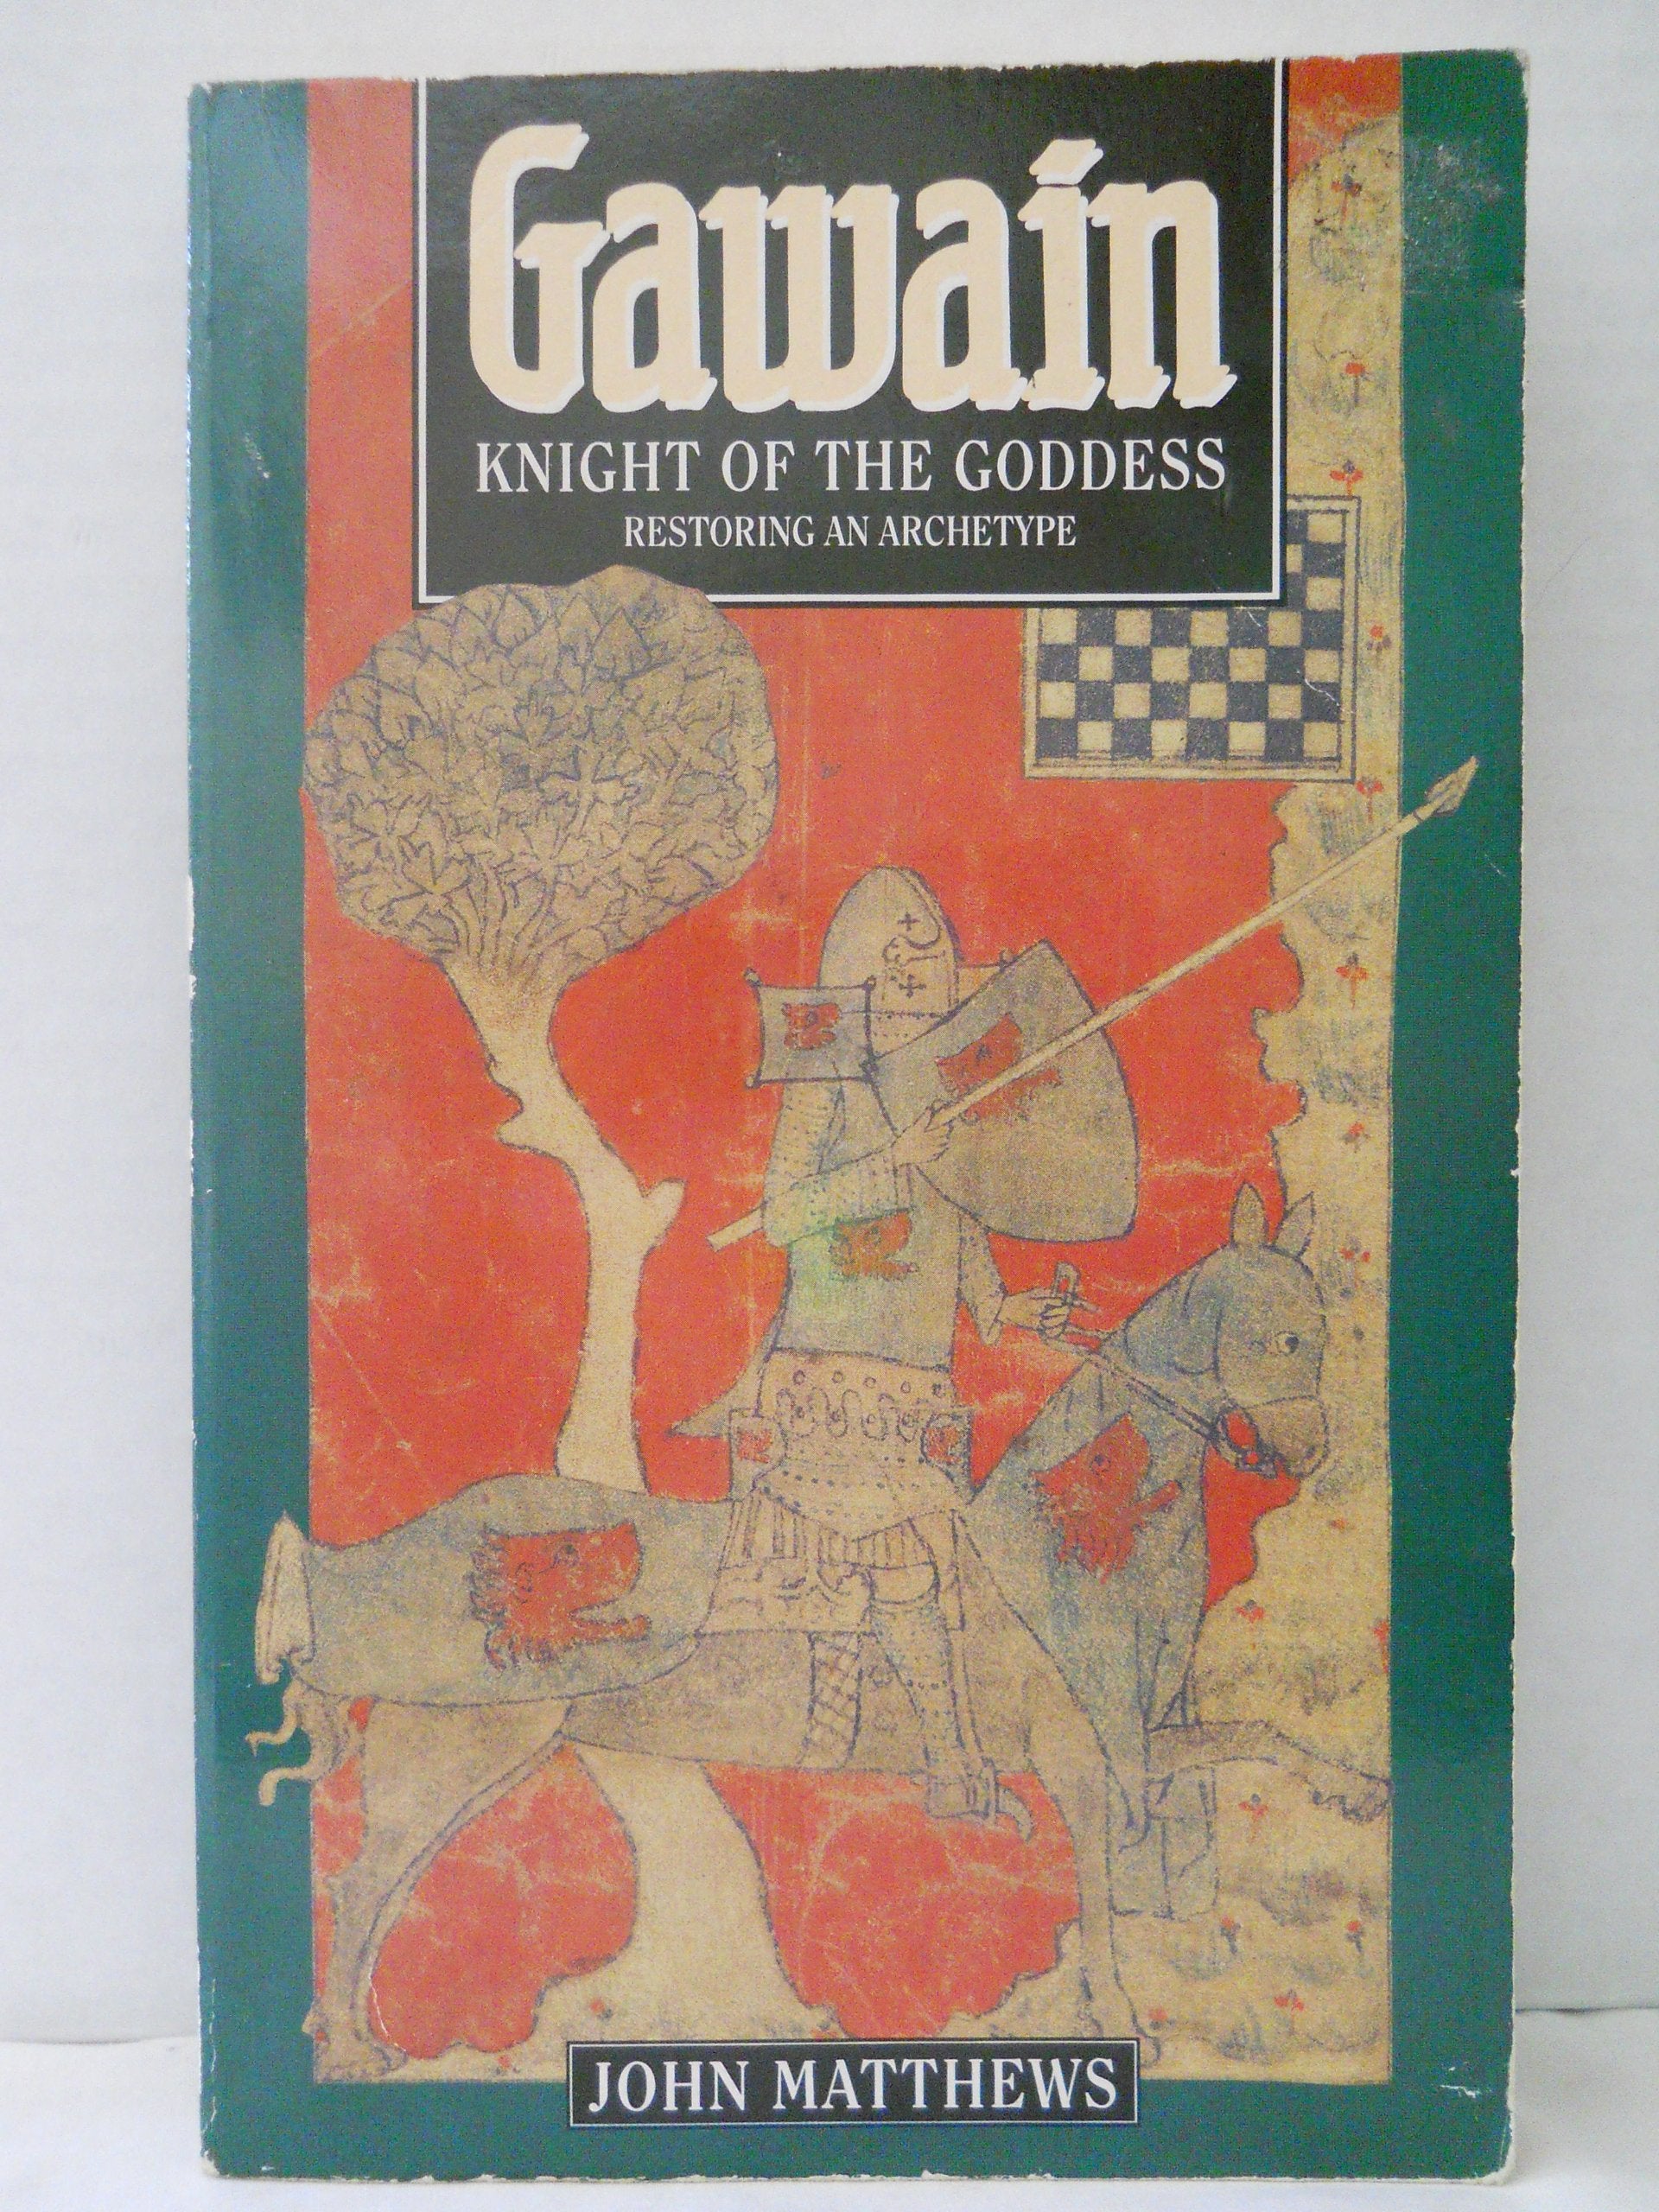 Gawain
KNIGHT OF THE GODDESS
RESTORING AN ARCHETYPE
JOHN MATTHEWS